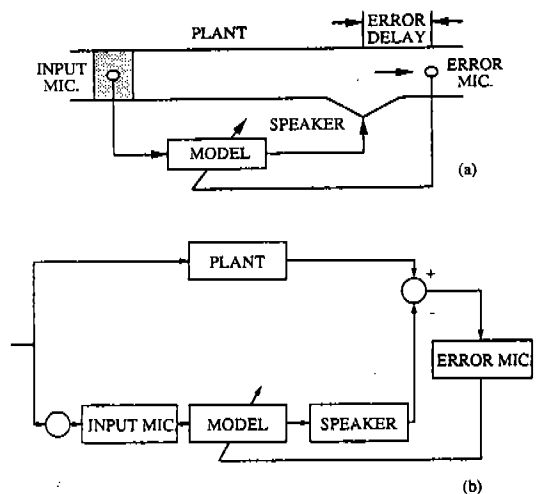 PLANT
ERROR
DELAY
INPUT
MIC.
ERROR
MIC.
SPEAKER
MODEL
(a)
PLANT
+
-
ERROR MIC.
INPUT MIC
MODEL
SPEAKER
(b)